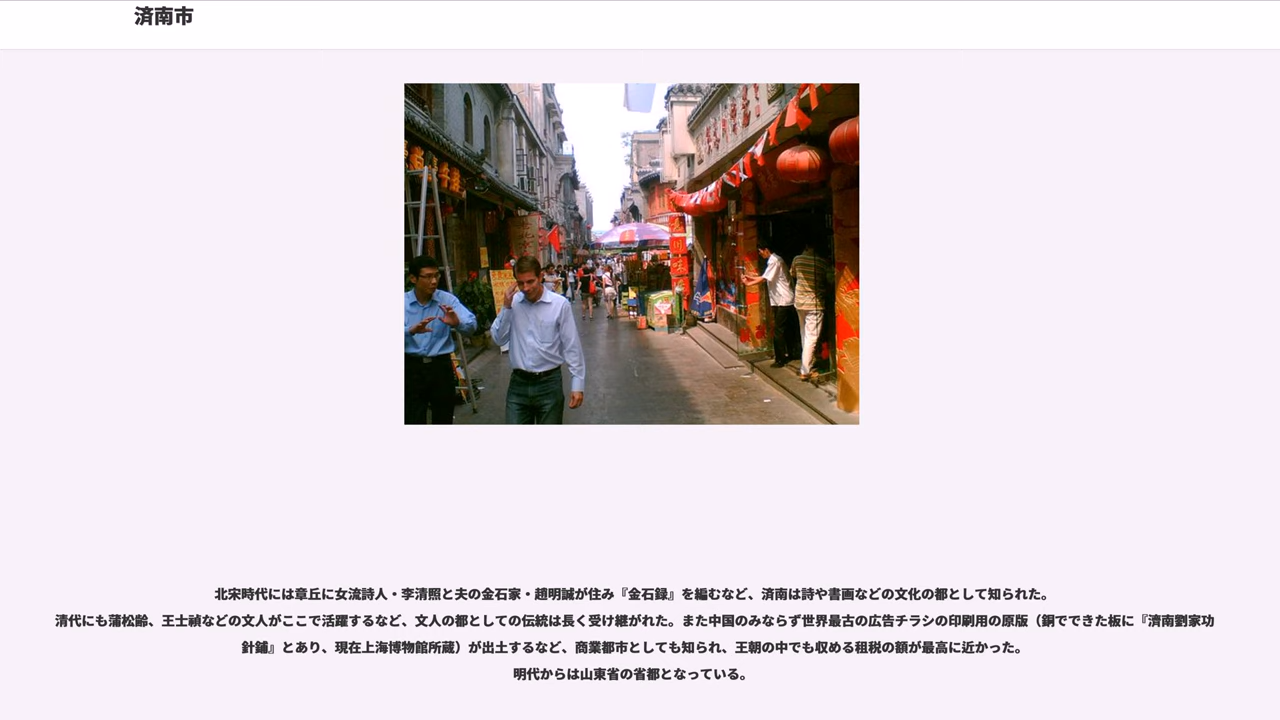 済南市
北宋時代には章丘に女流詩人・李清照と夫の金石家・趙明誠が住み『金石録』を編むなど、済南は詩や書画などの文化の都として知られた。
清代にも蒲松齢、王士禎などの文人がここで活躍するなど、文人の都としての伝統は長く受け継がれた。また中国のみならず世界最古の広告チラシの印刷用の原版（銅でできた板に『濟南劉家功
針鋪』とあり、現在上海博物館所蔵）が出土するなど、商業都市としても知られ、王朝の中でも収める租税の額が最高に近かった。
明代からは山東省の省都となっている。